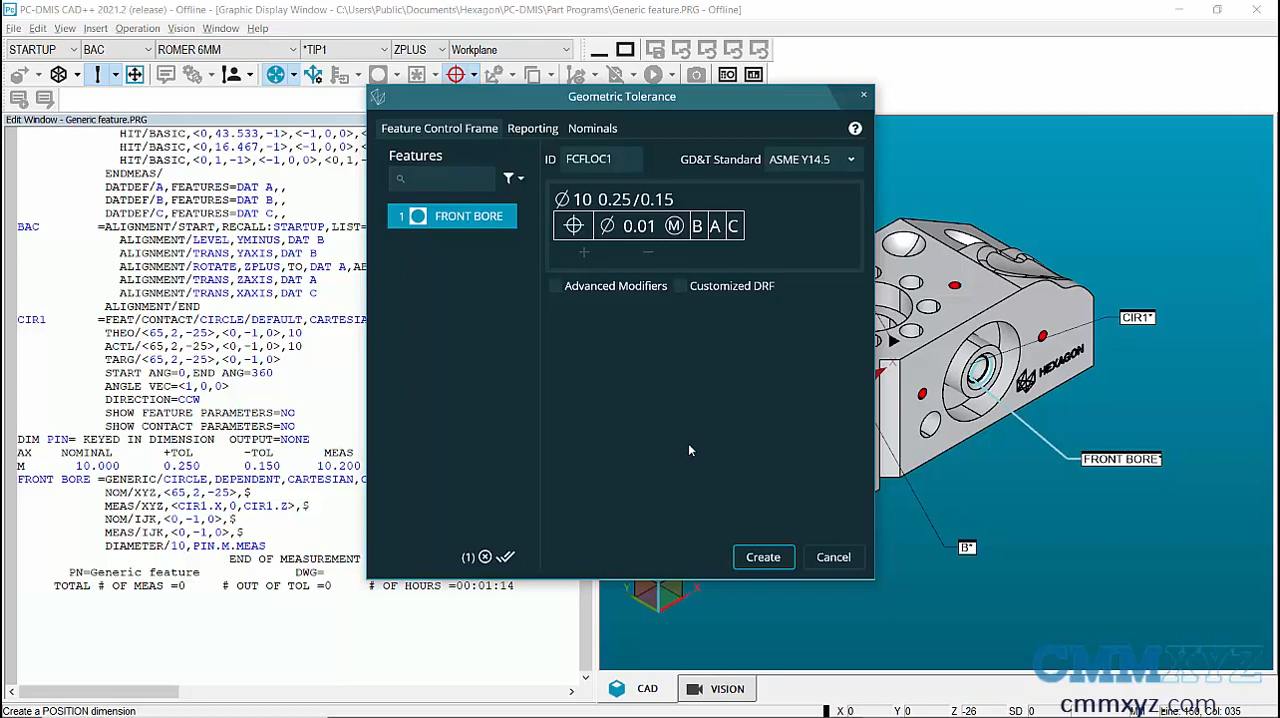 PC-DMIS CAD++ 2021.2 (release) - Offline - [Graphic Display Window - C:\Users\Public\Documents\Hexagon\PC-DMIS\Part Programs\Generic feature.PRG - Offline]
File Edit View Insert Operation Vision Window Help
STARTUP BAC ROMER 6MM *TIP1 ZPLUS Workplane
Edit Window - Generic feature.PRG
HIT/BASIC,<0,43.533,-1>,<-1,0,0>,<0
HIT/BASIC,<0,16.467,-1>,<-1,0,0>,<0
HIT/BASIC,<0,1,-1>,<-1,0,0>,<0,1,-
ENDMEAS/
DATDEF/A,FEATURES=DAT A,,
DATDEF/B,FEATURES=DAT B,,
DATDEF/C,FEATURES=DAT C,,
BAC =ALIGNMENT/START,RECALL:STARTUP,LIST=
ALIGNMENT/LEVEL,YMINUS,DAT B
ALIGNMENT/TRANS,YAXIS,DAT B
ALIGNMENT/ROTATE,ZPLUS,TO,DAT A,AB
ALIGNMENT/TRANS,ZAXIS,DAT A
ALIGNMENT/TRANS,XAXIS,DAT C
ALIGNMENT/END
CIR1 =FEAT/CONTACT/CIRCLE/DEFAULT,CARTESIA
THEO/<65,2,-25>,<0,-1,0>,10
ACTL/<65,2,-25>,<0,-1,0>,10
TARG/<65,2,-25>,<0,-1,0>
START ANG=0,END ANG=360
ANGLE VEC=<1,0,0>
DIRECTION=CCW
SHOW FEATURE PARAMETERS=NO
SHOW CONTACT PARAMETERS=NO
DIM PIN= KEYED IN DIMENSION OUTPUT=NONE
AX NOMINAL +TOL -TOL MEAS
M 10.000 0.250 0.150 10.200
FRONT BORE =GENERIC/CIRCLE,DEPENDENT,CARTESIAN,C
NOM/XYZ,<65,2,-25>,$
MEAS/XYZ,<CIR1.X,0,CIR1.Z>,$
NOM/IJK,<0,-1,0>,$
MEAS/IJK,<0,-1,0>,$
DIAMETER/10,PIN.M.MEAS
END OF MEASUREMENT
PN=Generic feature DWG=
TOTAL # OF MEAS =0 # OUT OF TOL =0 # OF HOURS =00:01:14
Geometric Tolerance
Feature Control Frame Reporting Nominals
Features
1 FRONT BORE
ID FCFLOC1 GD&T Standard ASME Y14.5
⌀ 10 0.25/0.15
⌖ ⌀ 0.01 Ⓜ B A C
+ −
Advanced Modifiers Customized DRF
(1)
Create Cancel
CIR1*
HEXAGON
FRONT BORE*
B*
Y X
CMMXYZ
CAD VISION
cmmxyz.com
Create a POSITION dimension
X 0 Y 0 Z -26 SD 0